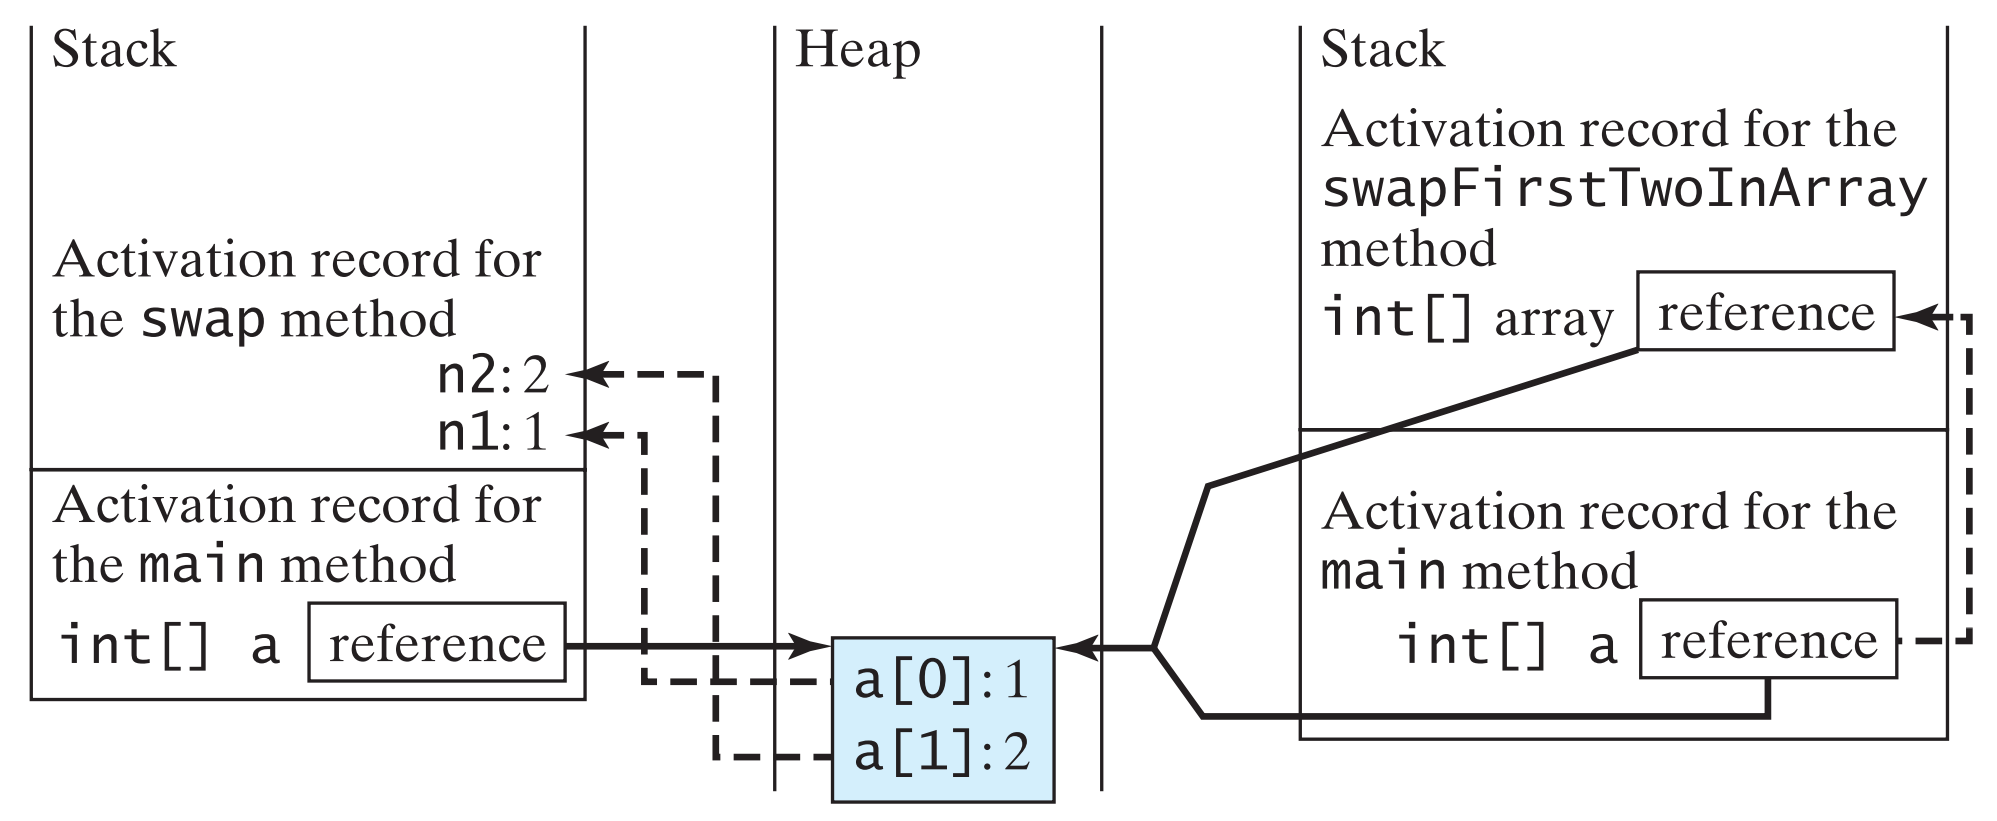 Stack
Activation record for
the swap method
n2: 2
n1: 1
Activation record for
the main method
int[] a reference
Heap
a[0]: 1
a[1]: 2
Stack
Activation record for the
swapFirstTwoInArray
method
int[] array reference
Activation record for the
main method
int[] a reference